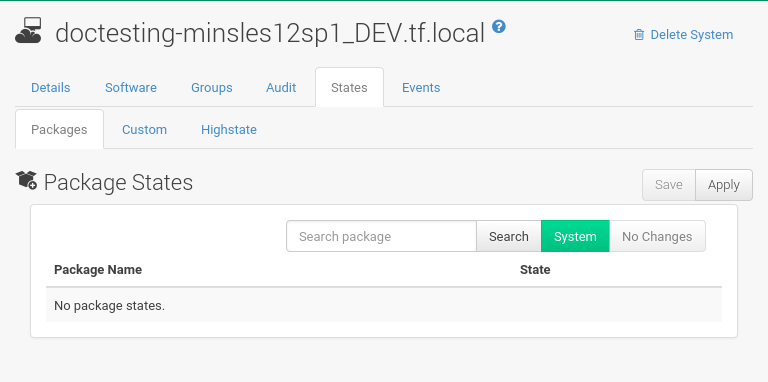 doctesting-minsles12sp1_DEV.tf.local ?
Delete System
Details Software Groups Audit States Events
Packages Custom Highstate
Package States
Save Apply
Search package Search System No Changes
Package Name State
No package states.